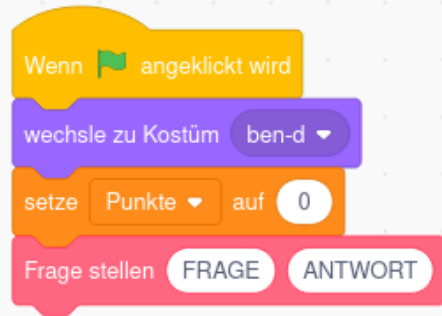 Wenn angeklickt wird
wechsle zu Kostüm ben-d
setze Punkte auf 0
Frage stellen FRAGE ANTWORT